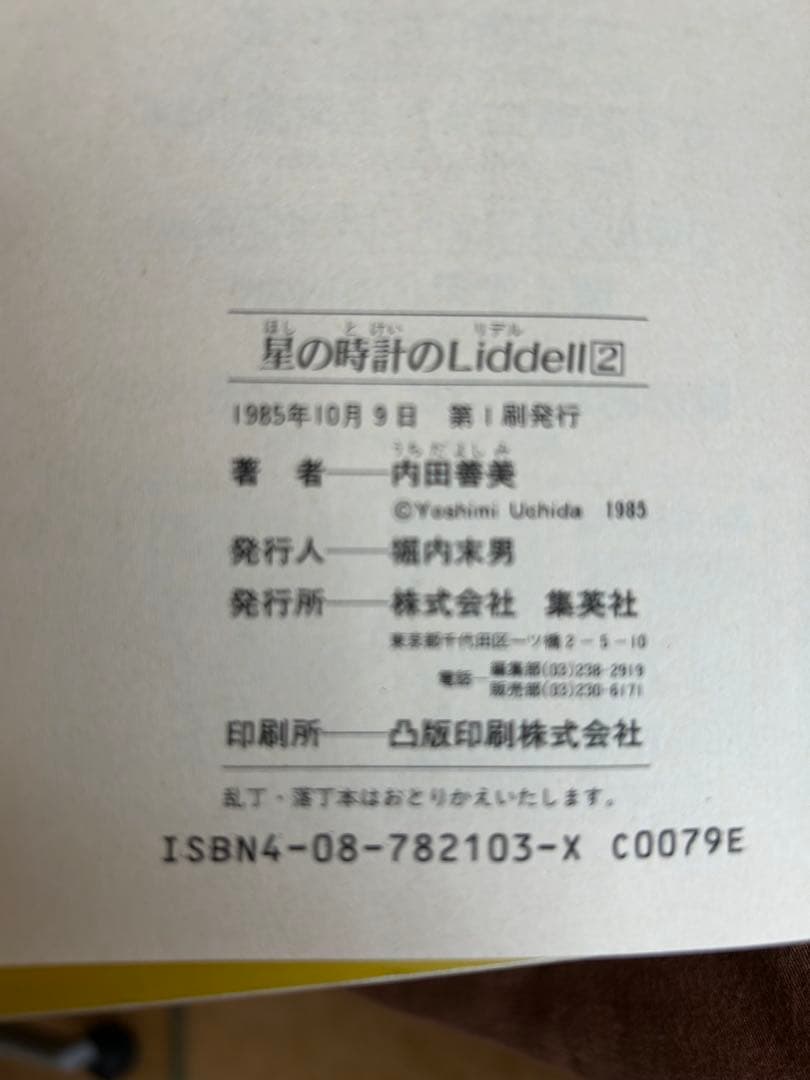 ほし と けい リデル
星の時計のLiddell2
1985年10月9日 第1刷発行
うち だ よし み
著 者――内田善美
©Yoshimi Uchida 1985
発行人――堀内末男
発行所――株式会社 集英社
東京都千代田区一ツ橋2-5-10
電話 編集部(03)238-2919
販売部(03)230-6171
印刷所――凸版印刷株式会社
乱丁・落丁本はおとりかえいたします。
ISBN4-08-782103-X C0079E